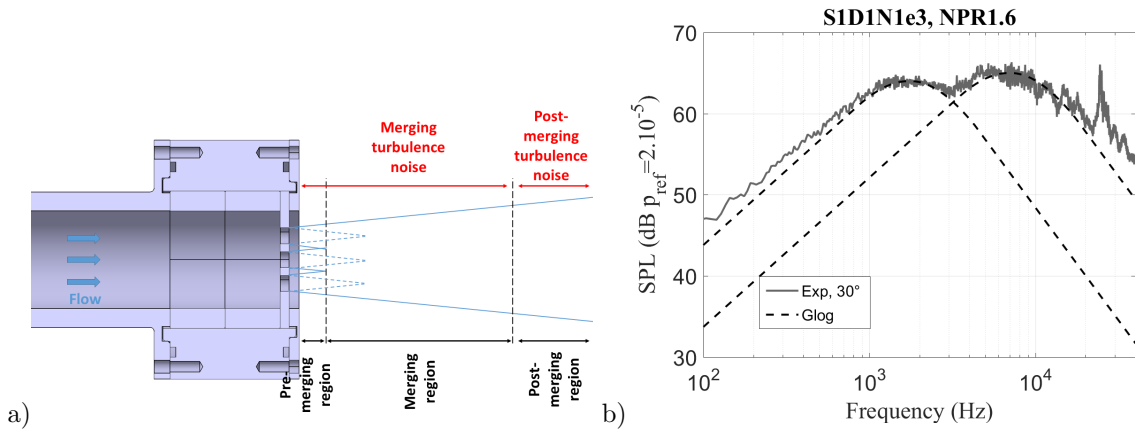 Merging
turbulence
noise
Post-
merging
turbulence
noise
Flow
Pre-
merging
region
Merging
region
Post-
merging
region
a)
S1D1N1e3, NPR1.6
SPL (dB p_ref=2.10^-5)
70
60
50
40
30
Exp, 30°
Glog
10^2
10^3
10^4
Frequency (Hz)
b)